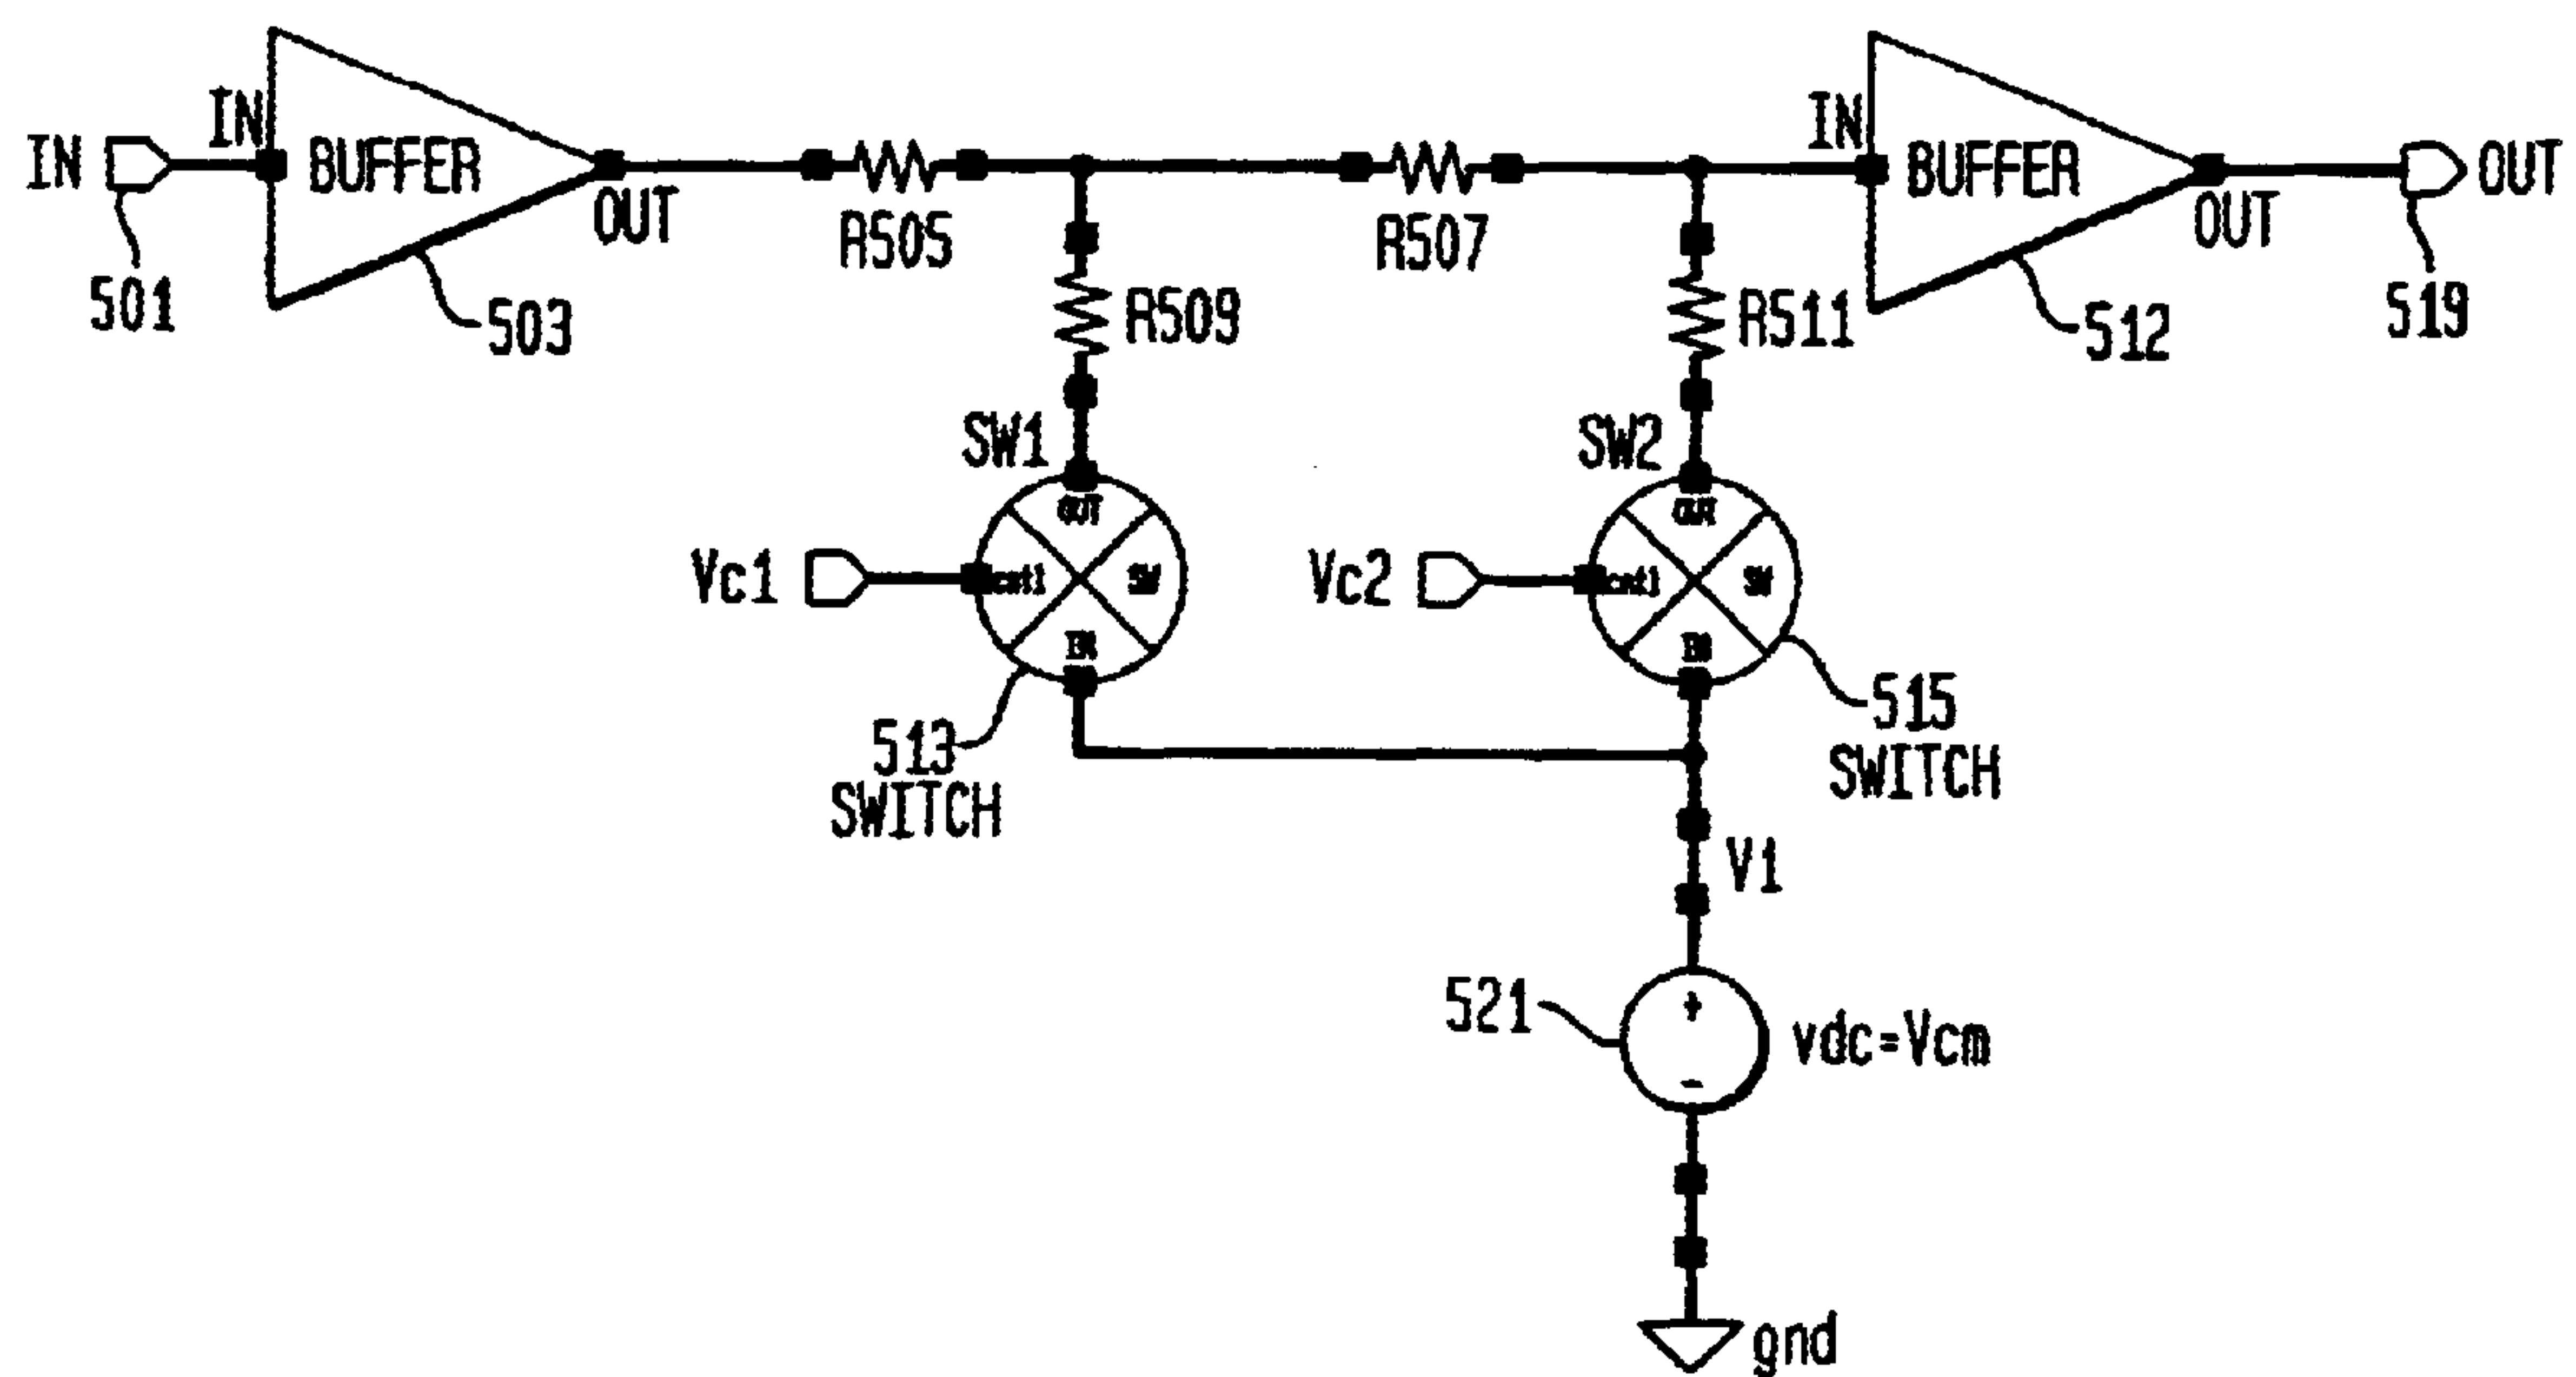 IN
501
IN
BUFFER
OUT
503
R505
R507
IN
BUFFER
OUT
512
OUT
519
R509
R511
SW1
SW2
Vc1
cntl
OUT
SW
IN
513
SWITCH
Vc2
cntl
OUT
SW
IN
515
SWITCH
V1
521
+
-
vdc=Vcm
gnd